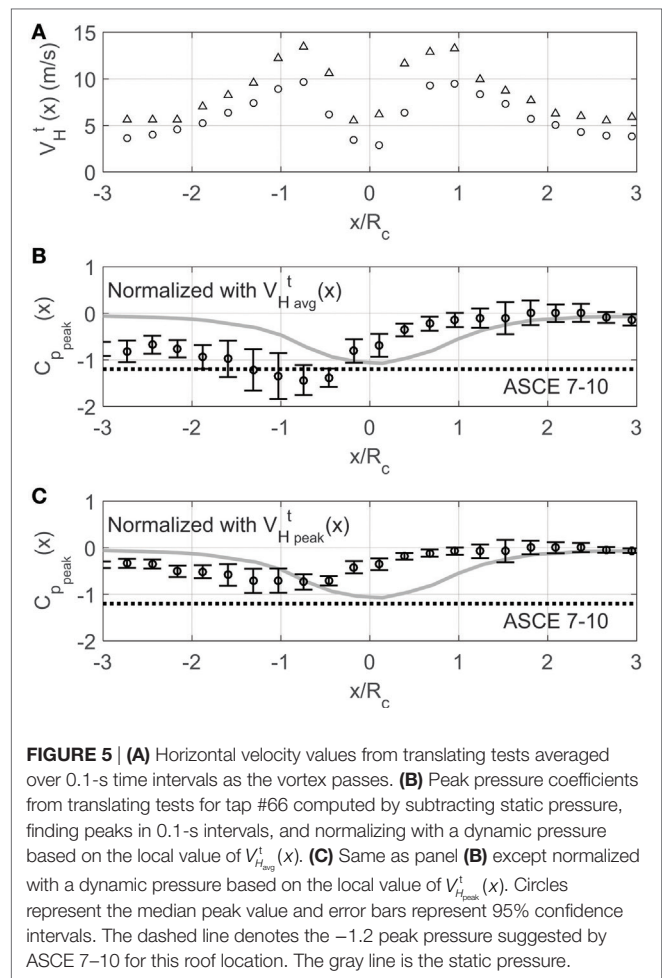 A
V_H^t(x) (m/s)
15
10
5
0
-3 -2 -1 0 1 2 3
x/R_c
B
Normalized with V_H avg^t(x)
C_p_peak (x)
1
0
-1
-2
ASCE 7-10
-3 -2 -1 0 1 2 3
x/R_c
C
Normalized with V_H peak^t(x)
C_p_peak (x)
1
0
-1
-2
ASCE 7-10
-3 -2 -1 0 1 2 3
x/R_c
FIGURE 5 | (A) Horizontal velocity values from translating tests averaged
over 0.1-s time intervals as the vortex passes. (B) Peak pressure coefficients
from translating tests for tap #66 computed by subtracting static pressure,
finding peaks in 0.1-s intervals, and normalizing with a dynamic pressure
based on the local value of V^t_{H_avg}(x). (C) Same as panel (B) except normalized
with a dynamic pressure based on the local value of V^t_{H_peak}(x). Circles
represent the median peak value and error bars represent 95% confidence
intervals. The dashed line denotes the −1.2 peak pressure suggested by
ASCE 7–10 for this roof location. The gray line is the static pressure.